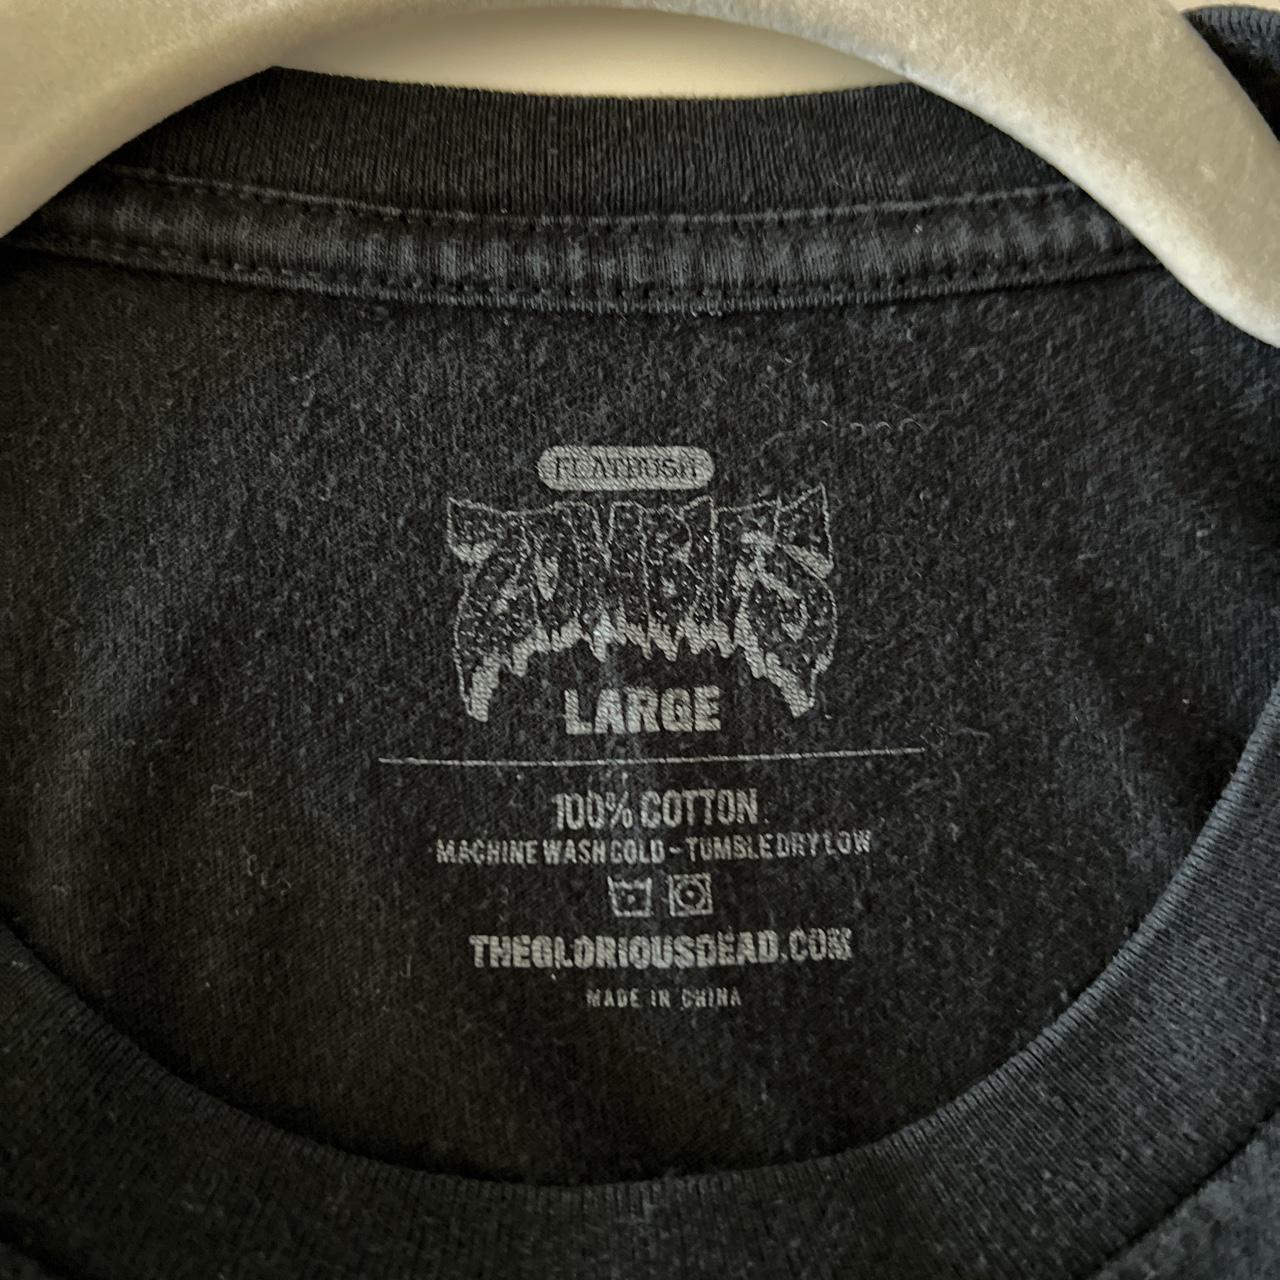 FLATBUSH
ZOMBIES
LARGE
100% COTTON
MACHINE WASH COLD - TUMBLE DRY LOW
THEGLORIOUSDEAD.COM
MADE IN CHINA